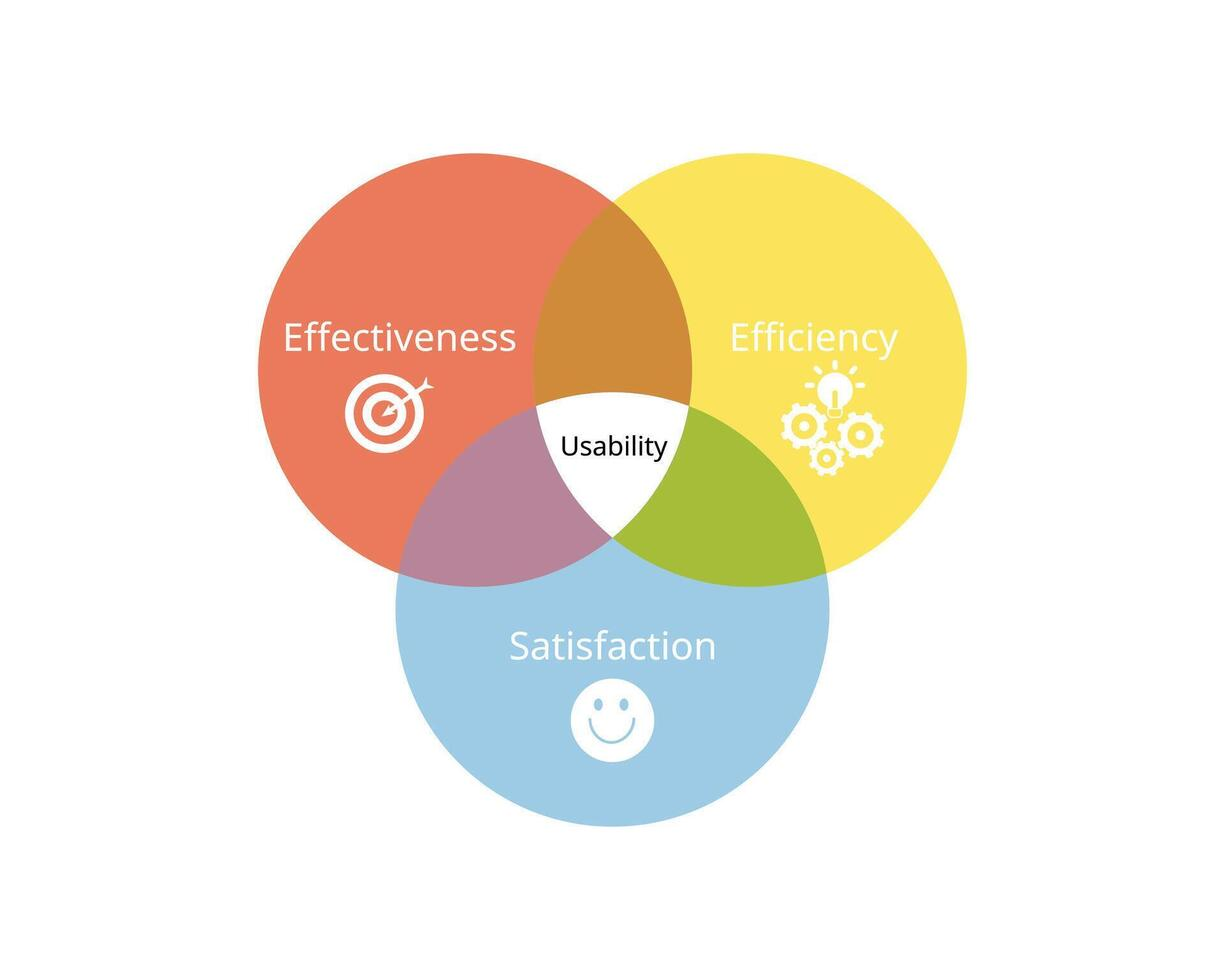 Effectiveness
Efficiency
Usability
Satisfaction